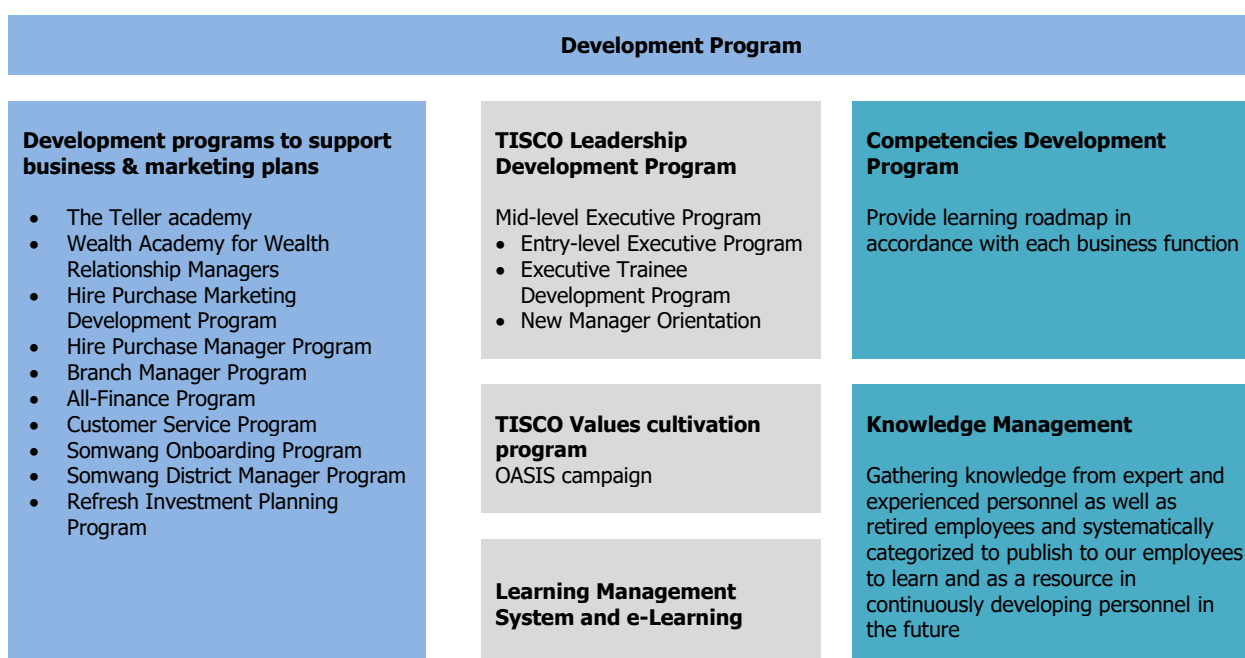 Development Program
Development programs to support
business & marketing plans
• The Teller academy
• Wealth Academy for Wealth
Relationship Managers
• Hire Purchase Marketing
Development Program
• Hire Purchase Manager Program
• Branch Manager Program
• All-Finance Program
• Customer Service Program
• Somwang Onboarding Program
• Somwang District Manager Program
• Refresh Investment Planning
Program
TISCO Leadership
Development Program
Mid-level Executive Program
• Entry-level Executive Program
• Executive Trainee
Development Program
• New Manager Orientation
TISCO Values cultivation
program
OASIS campaign
Learning Management
System and e-Learning
Competencies Development
Program
Provide learning roadmap in
accordance with each business function
Knowledge Management
Gathering knowledge from expert and
experienced personnel as well as
retired employees and systematically
categorized to publish to our employees
to learn and as a resource in
continuously developing personnel in
the future